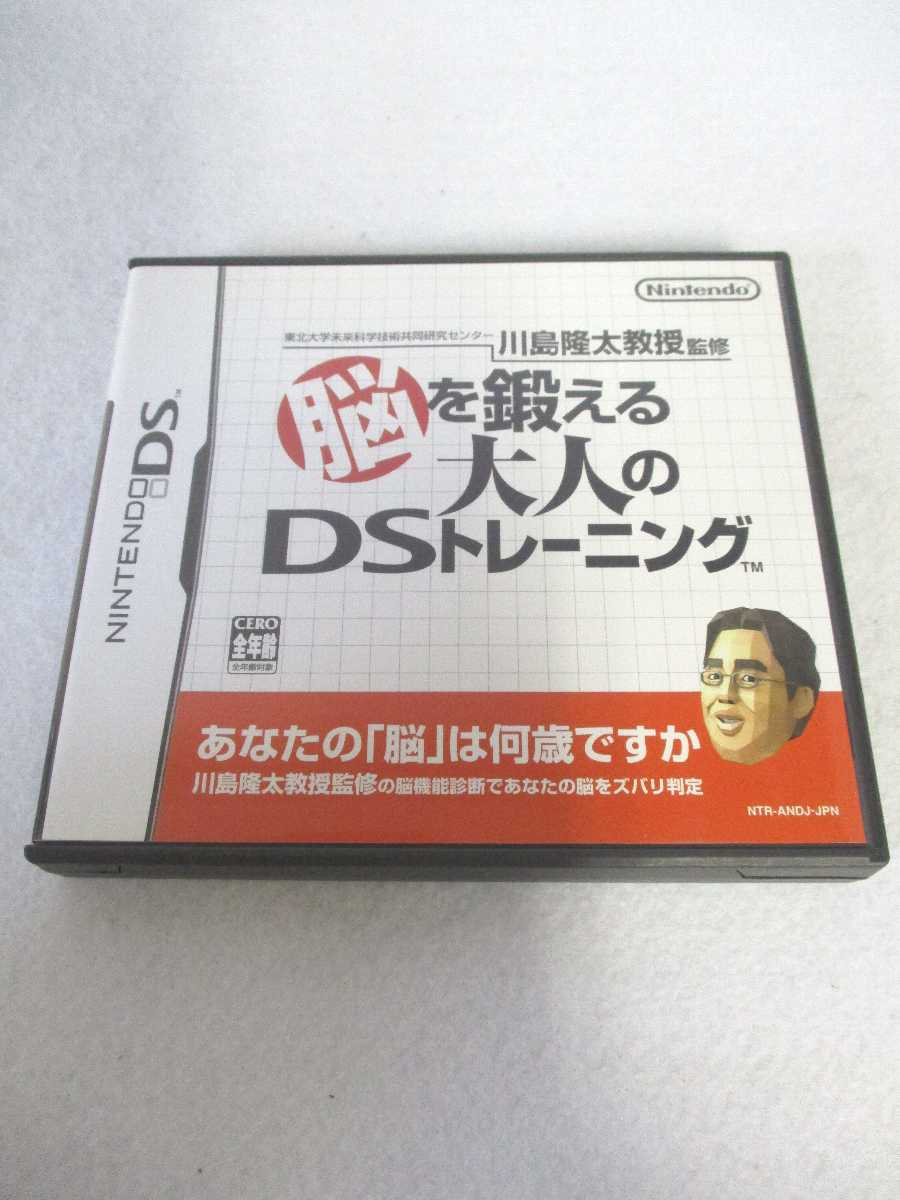 NINTENDO DS™
Nintendo
東北大学未来科学技術共同研究センター
川島隆太教授監修
脳を鍛える
大人の
DSトレーニング™
CERO
全年齢
全年齢対象
あなたの「脳」は何歳ですか
川島隆太教授監修の脳機能診断であなたの脳をズバリ判定
NTR-ANDJ-JPN